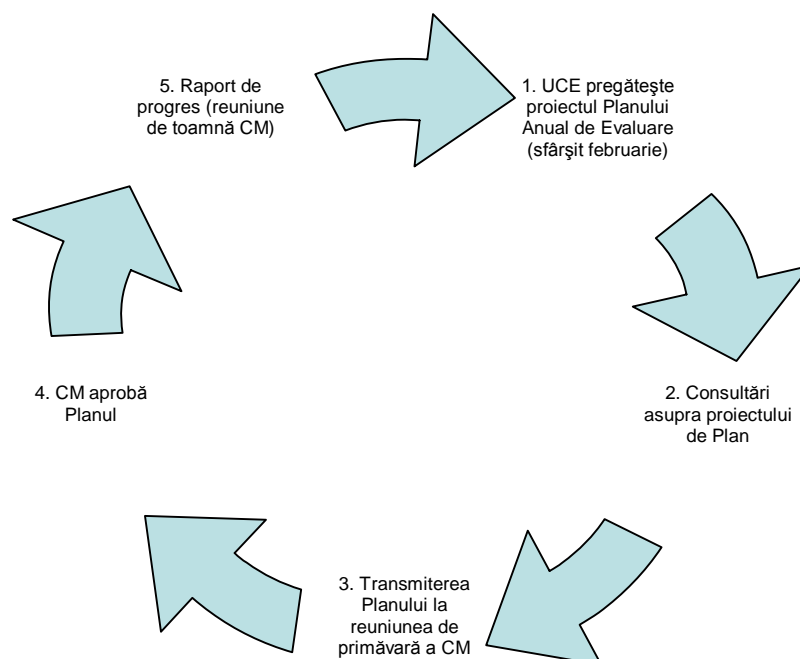 1. UCE pregăteşte
proiectul Planului
Anual de Evaluare
(sfârşit februarie)
2. Consultări
asupra proiectului
de Plan
3. Transmiterea
Planului la
reuniunea de
primăvară a CM
4. CM aprobă
Planul
5. Raport de
progres (reuniune
de toamnă CM)